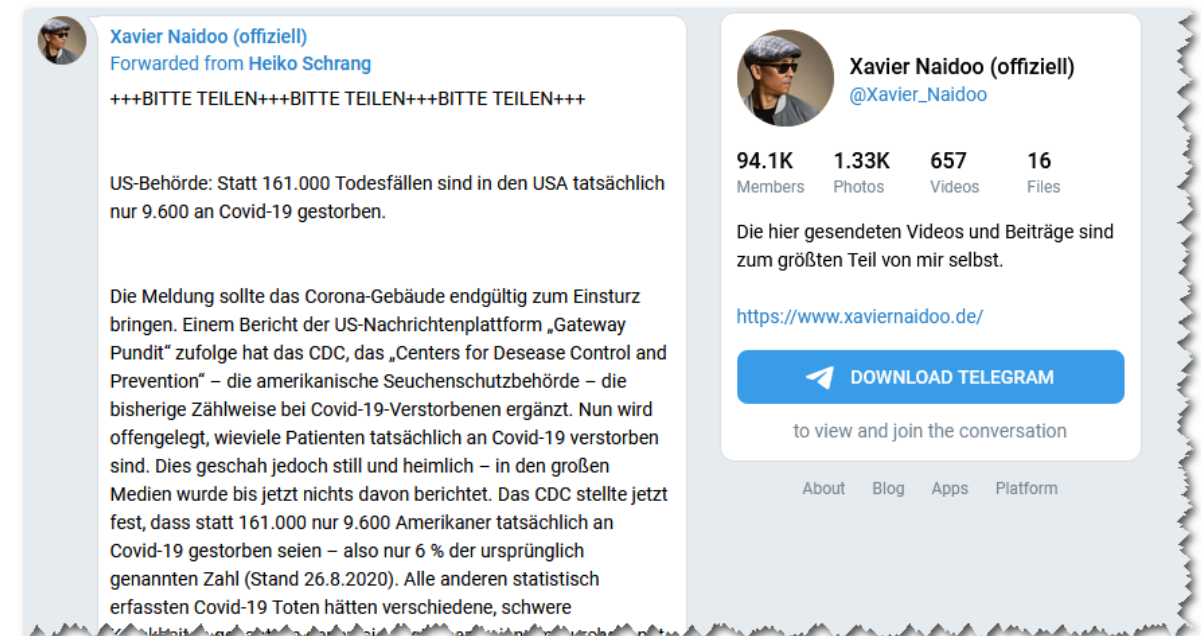 Xavier Naidoo (offiziell)
Forwarded from Heiko Schrang
+++BITTE TEILEN+++BITTE TEILEN+++BITTE TEILEN+++
US-Behörde: Statt 161.000 Todesfällen sind in den USA tatsächlich
nur 9.600 an Covid-19 gestorben.
Die Meldung sollte das Corona-Gebäude endgültig zum Einsturz
bringen. Einem Bericht der US-Nachrichtenplattform „Gateway
Pundit“ zufolge hat das CDC, das „Centers for Desease Control and
Prevention“ – die amerikanische Seuchenschutzbehörde – die
bisherige Zählweise bei Covid-19-Verstorbenen ergänzt. Nun wird
offengelegt, wieviele Patienten tatsächlich an Covid-19 verstorben
sind. Dies geschah jedoch still und heimlich – in den großen
Medien wurde bis jetzt nichts davon berichtet. Das CDC stellte jetzt
fest, dass statt 161.000 nur 9.600 Amerikaner tatsächlich an
Covid-19 gestorben seien – also nur 6 % der ursprünglich
genannten Zahl (Stand 26.8.2020). Alle anderen statistisch
erfassten Covid-19 Toten hätten verschiedene, schwere
Xavier Naidoo (offiziell)
@Xavier_Naidoo
94.1K 1.33K 657 16
Members Photos Videos Files
Die hier gesendeten Videos und Beiträge sind
zum größten Teil von mir selbst.
https://www.xaviernaidoo.de/
DOWNLOAD TELEGRAM
to view and join the conversation
About Blog Apps Platform